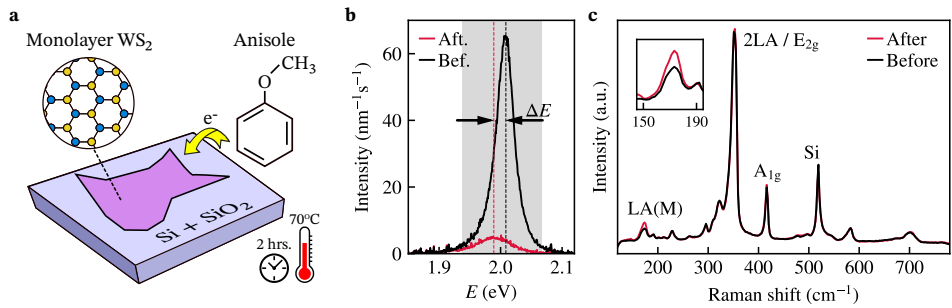 a
Monolayer WS₂
Anisole
O
CH₃
e⁻
Si + SiO₂
2 hrs.
70°C
b
Aft.
Bef.
ΔE
Intensity (nm⁻¹s⁻¹)
60
40
20
0
1.9
2.0
2.1
E (eV)
c
2LA / E₂g
After
Before
150
190
Si
A₁g
LA(M)
Intensity (a.u.)
200
300
400
500
600
700
Raman shift (cm⁻¹)